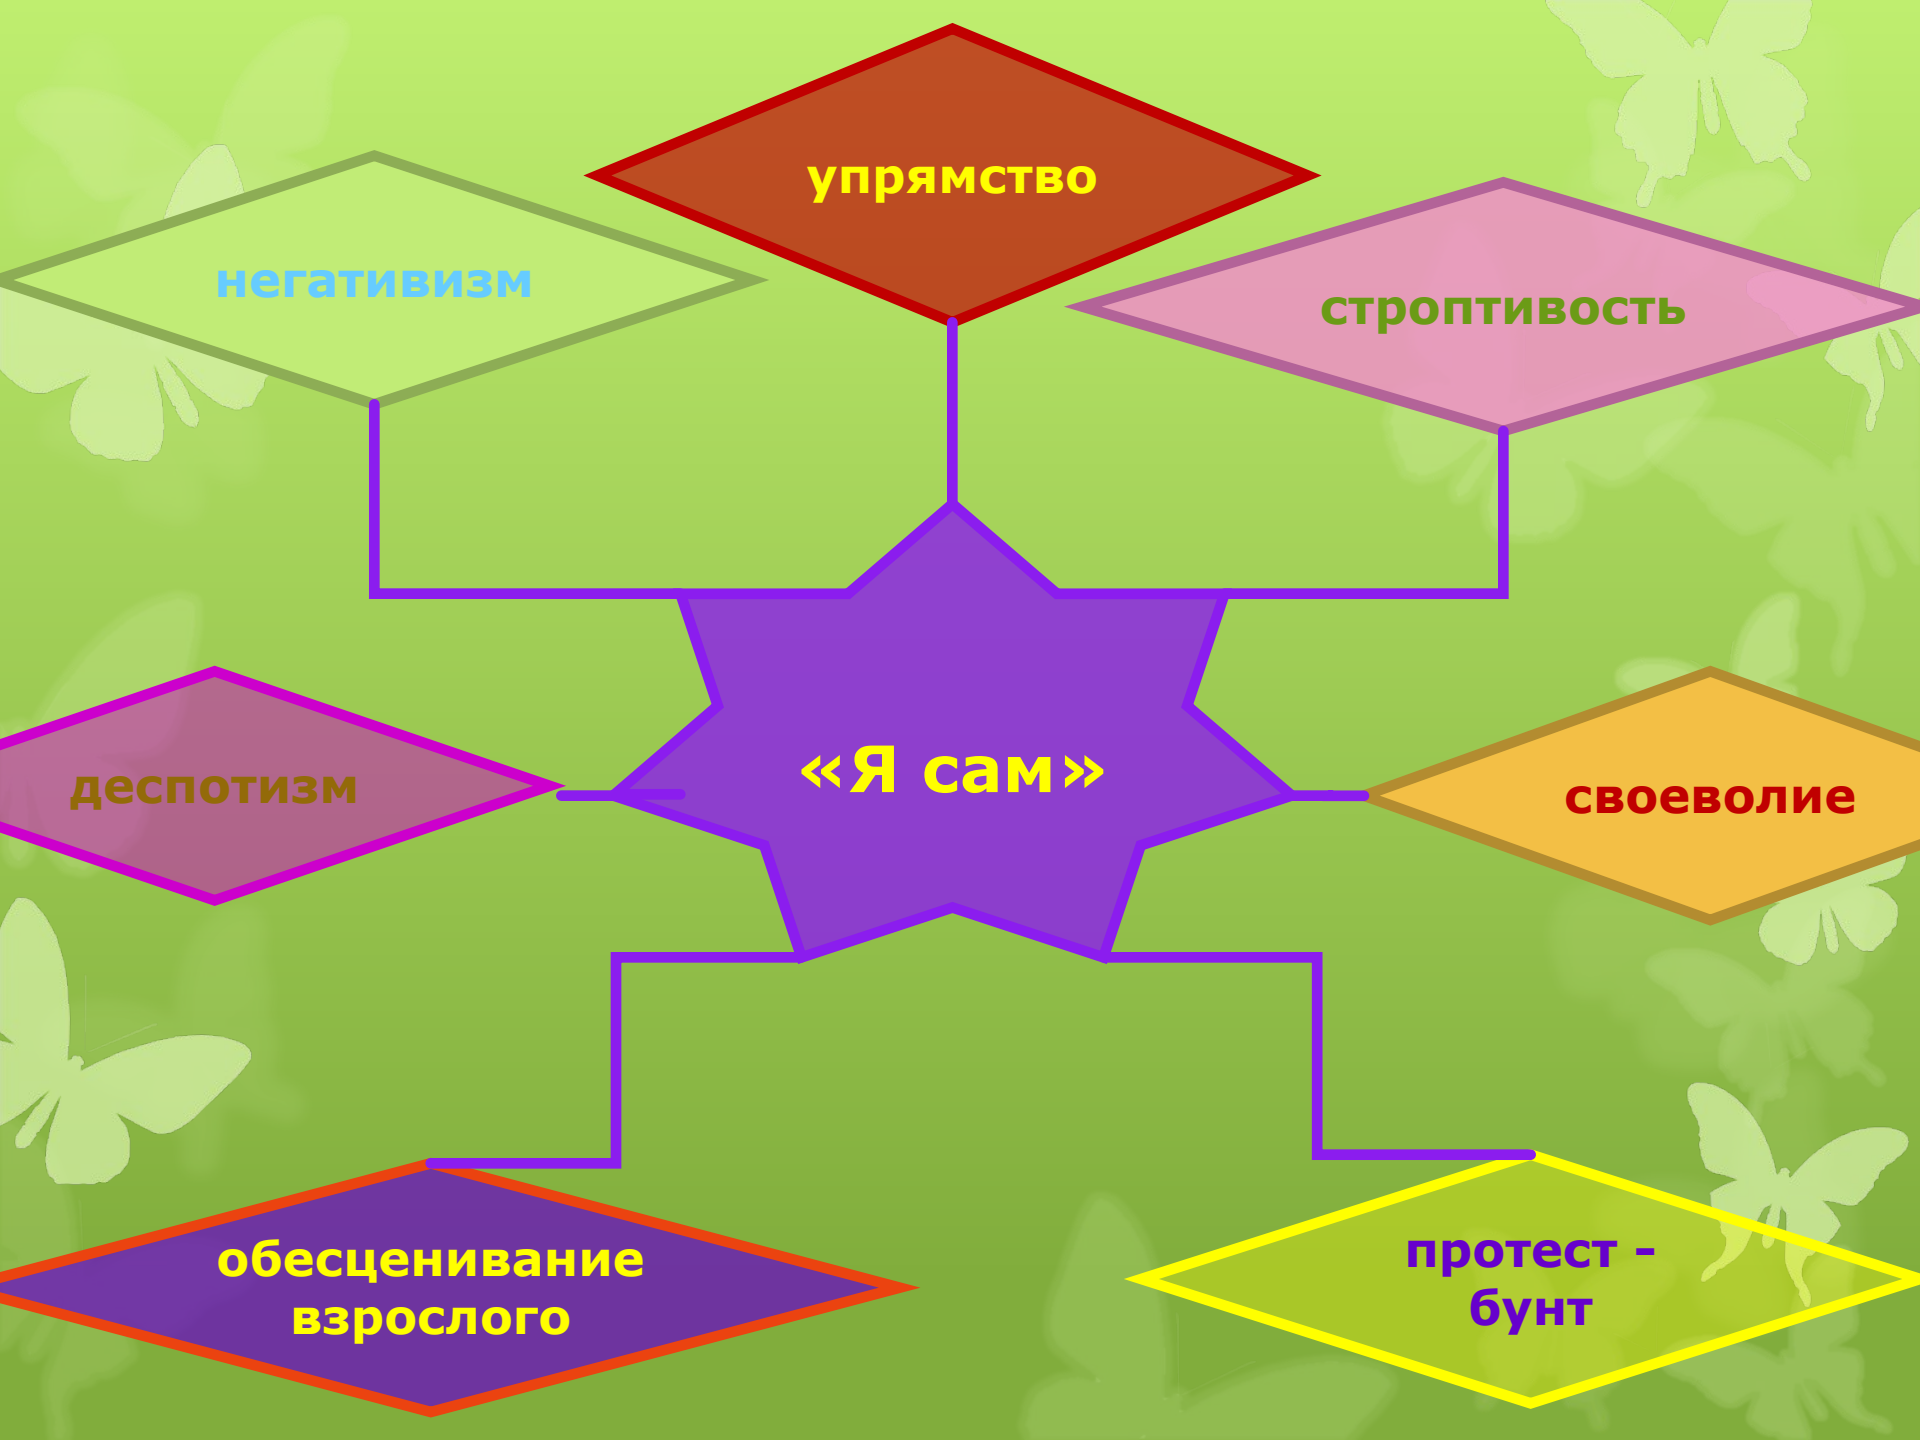 упрямство
негативизм
строптивость
«Я сам»
деспотизм
своеволие
обесценивание
взрослого
протест -
бунт